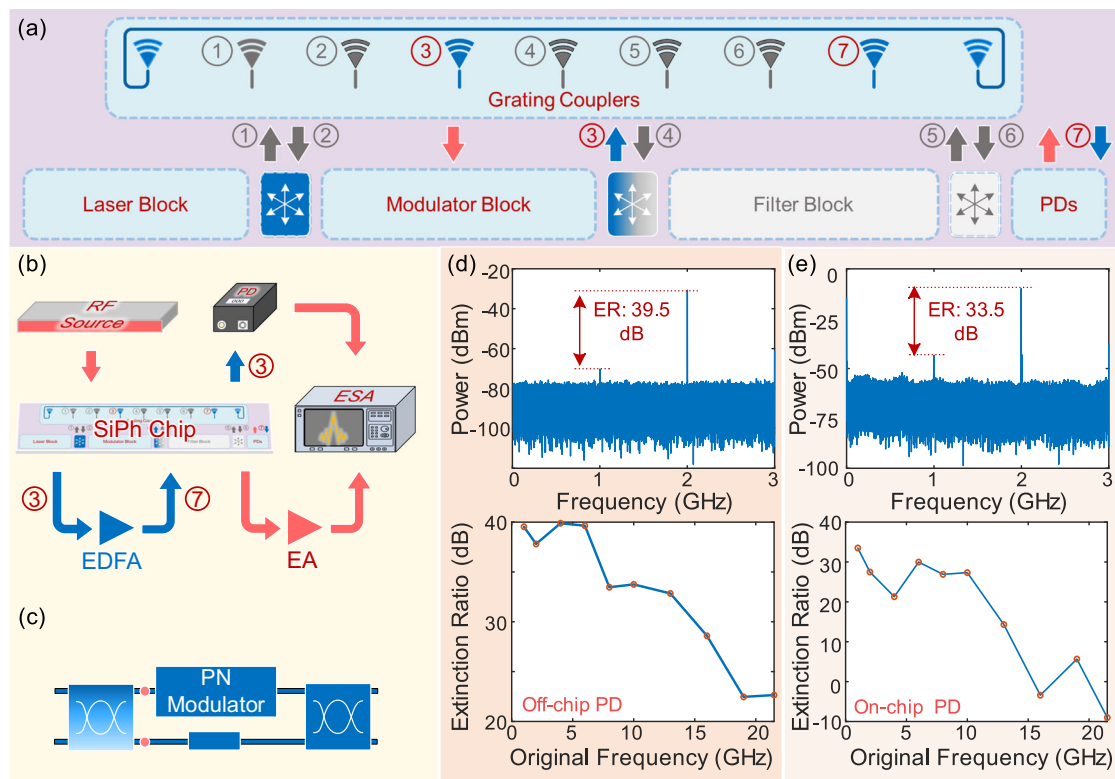 (a)
① ② ③ ④ ⑤ ⑥ ⑦
Grating Couplers
① ② ③ ④ ⑤ ⑥ ⑦
Laser Block Modulator Block Filter Block PDs
(b)
RF
Source
PD
000
③
SiPh Chip
ESA
③ ⑦
EDFA EA
(c)
PN
Modulator
(d)
-20
-40
-60
-80
-100
Power (dBm)
ER: 39.5
dB
0 1 2 3
Frequency (GHz)
40
30
20
Extinction Ratio (dB)
Off-chip PD
0 5 10 15 20
Original Frequency (GHz)
(e)
0
-25
-50
-75
-100
Power (dBm)
ER: 33.5
dB
0 1 2 3
Frequency (GHz)
40
30
20
10
0
-10
Extinction Ratio (dB)
On-chip PD
0 5 10 15 20
Original Frequency (GHz)